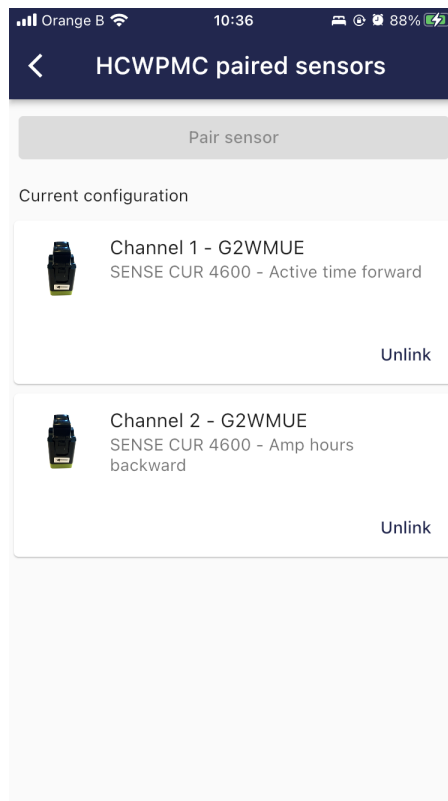 Orange B 10:36 88%
HCWPMC paired sensors
Pair sensor
Current configuration
Channel 1 - G2WMUE
SENSE CUR 4600 - Active time forward
Unlink
Channel 2 - G2WMUE
SENSE CUR 4600 - Amp hours
backward
Unlink